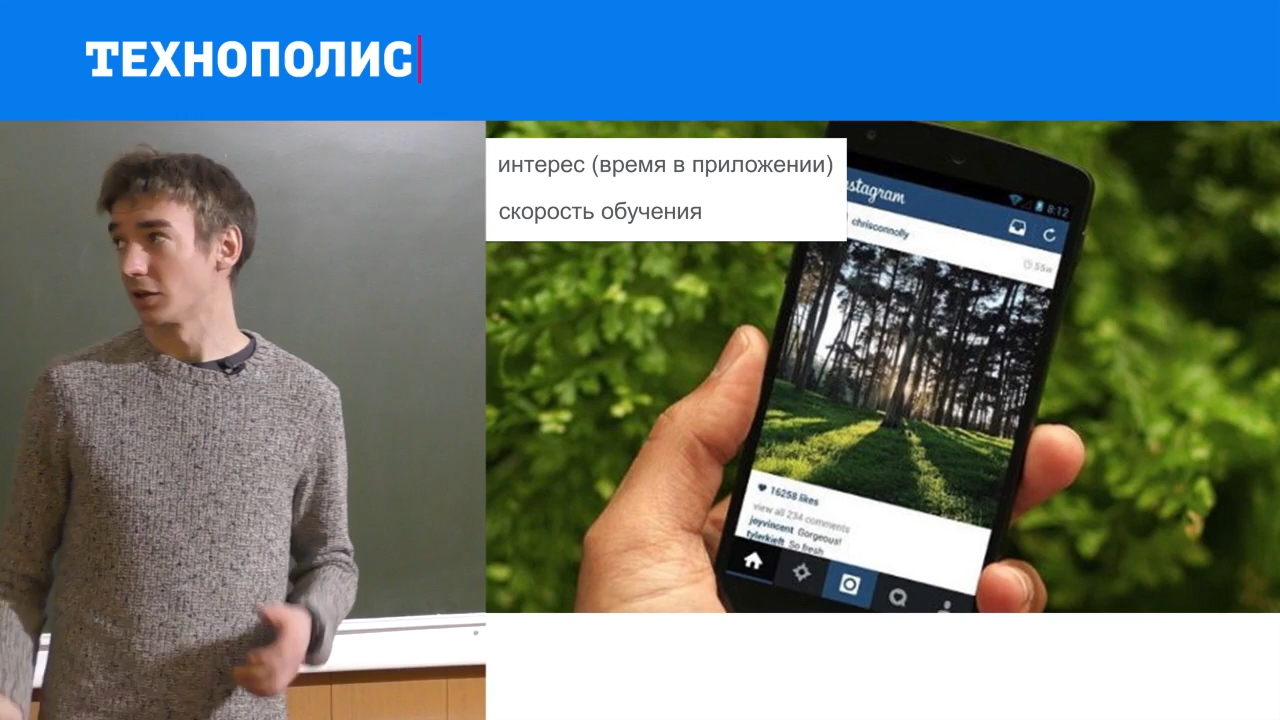 ТЕХНОПОЛИС
интерес (время в приложении)
скорость обучения
stagram
8:12
chrisconnolly
55w
16258 likes
view all 234 comments
joyvincent Gorgeous!
tylerkieft So fresh